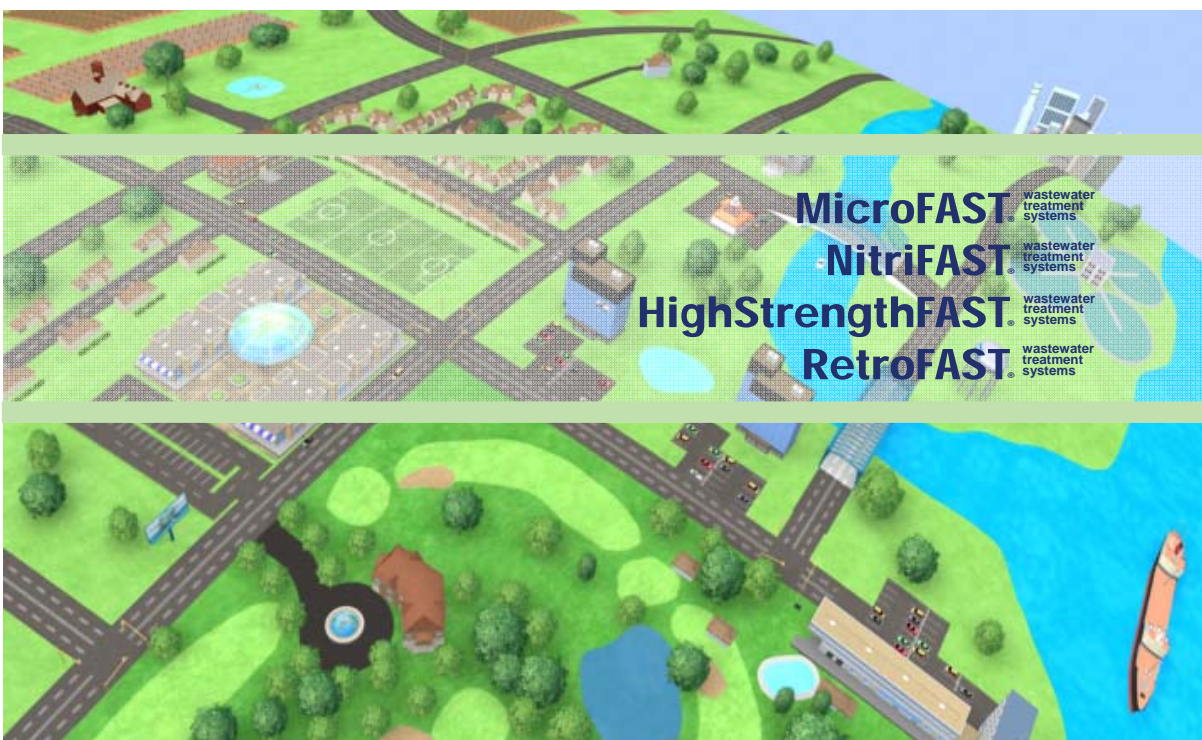 MicroFAST® wastewater
treatment
systems
NitriFAST® wastewater
treatment
systems
HighStrengthFAST® wastewater
treatment
systems
RetroFAST® wastewater
treatment
systems